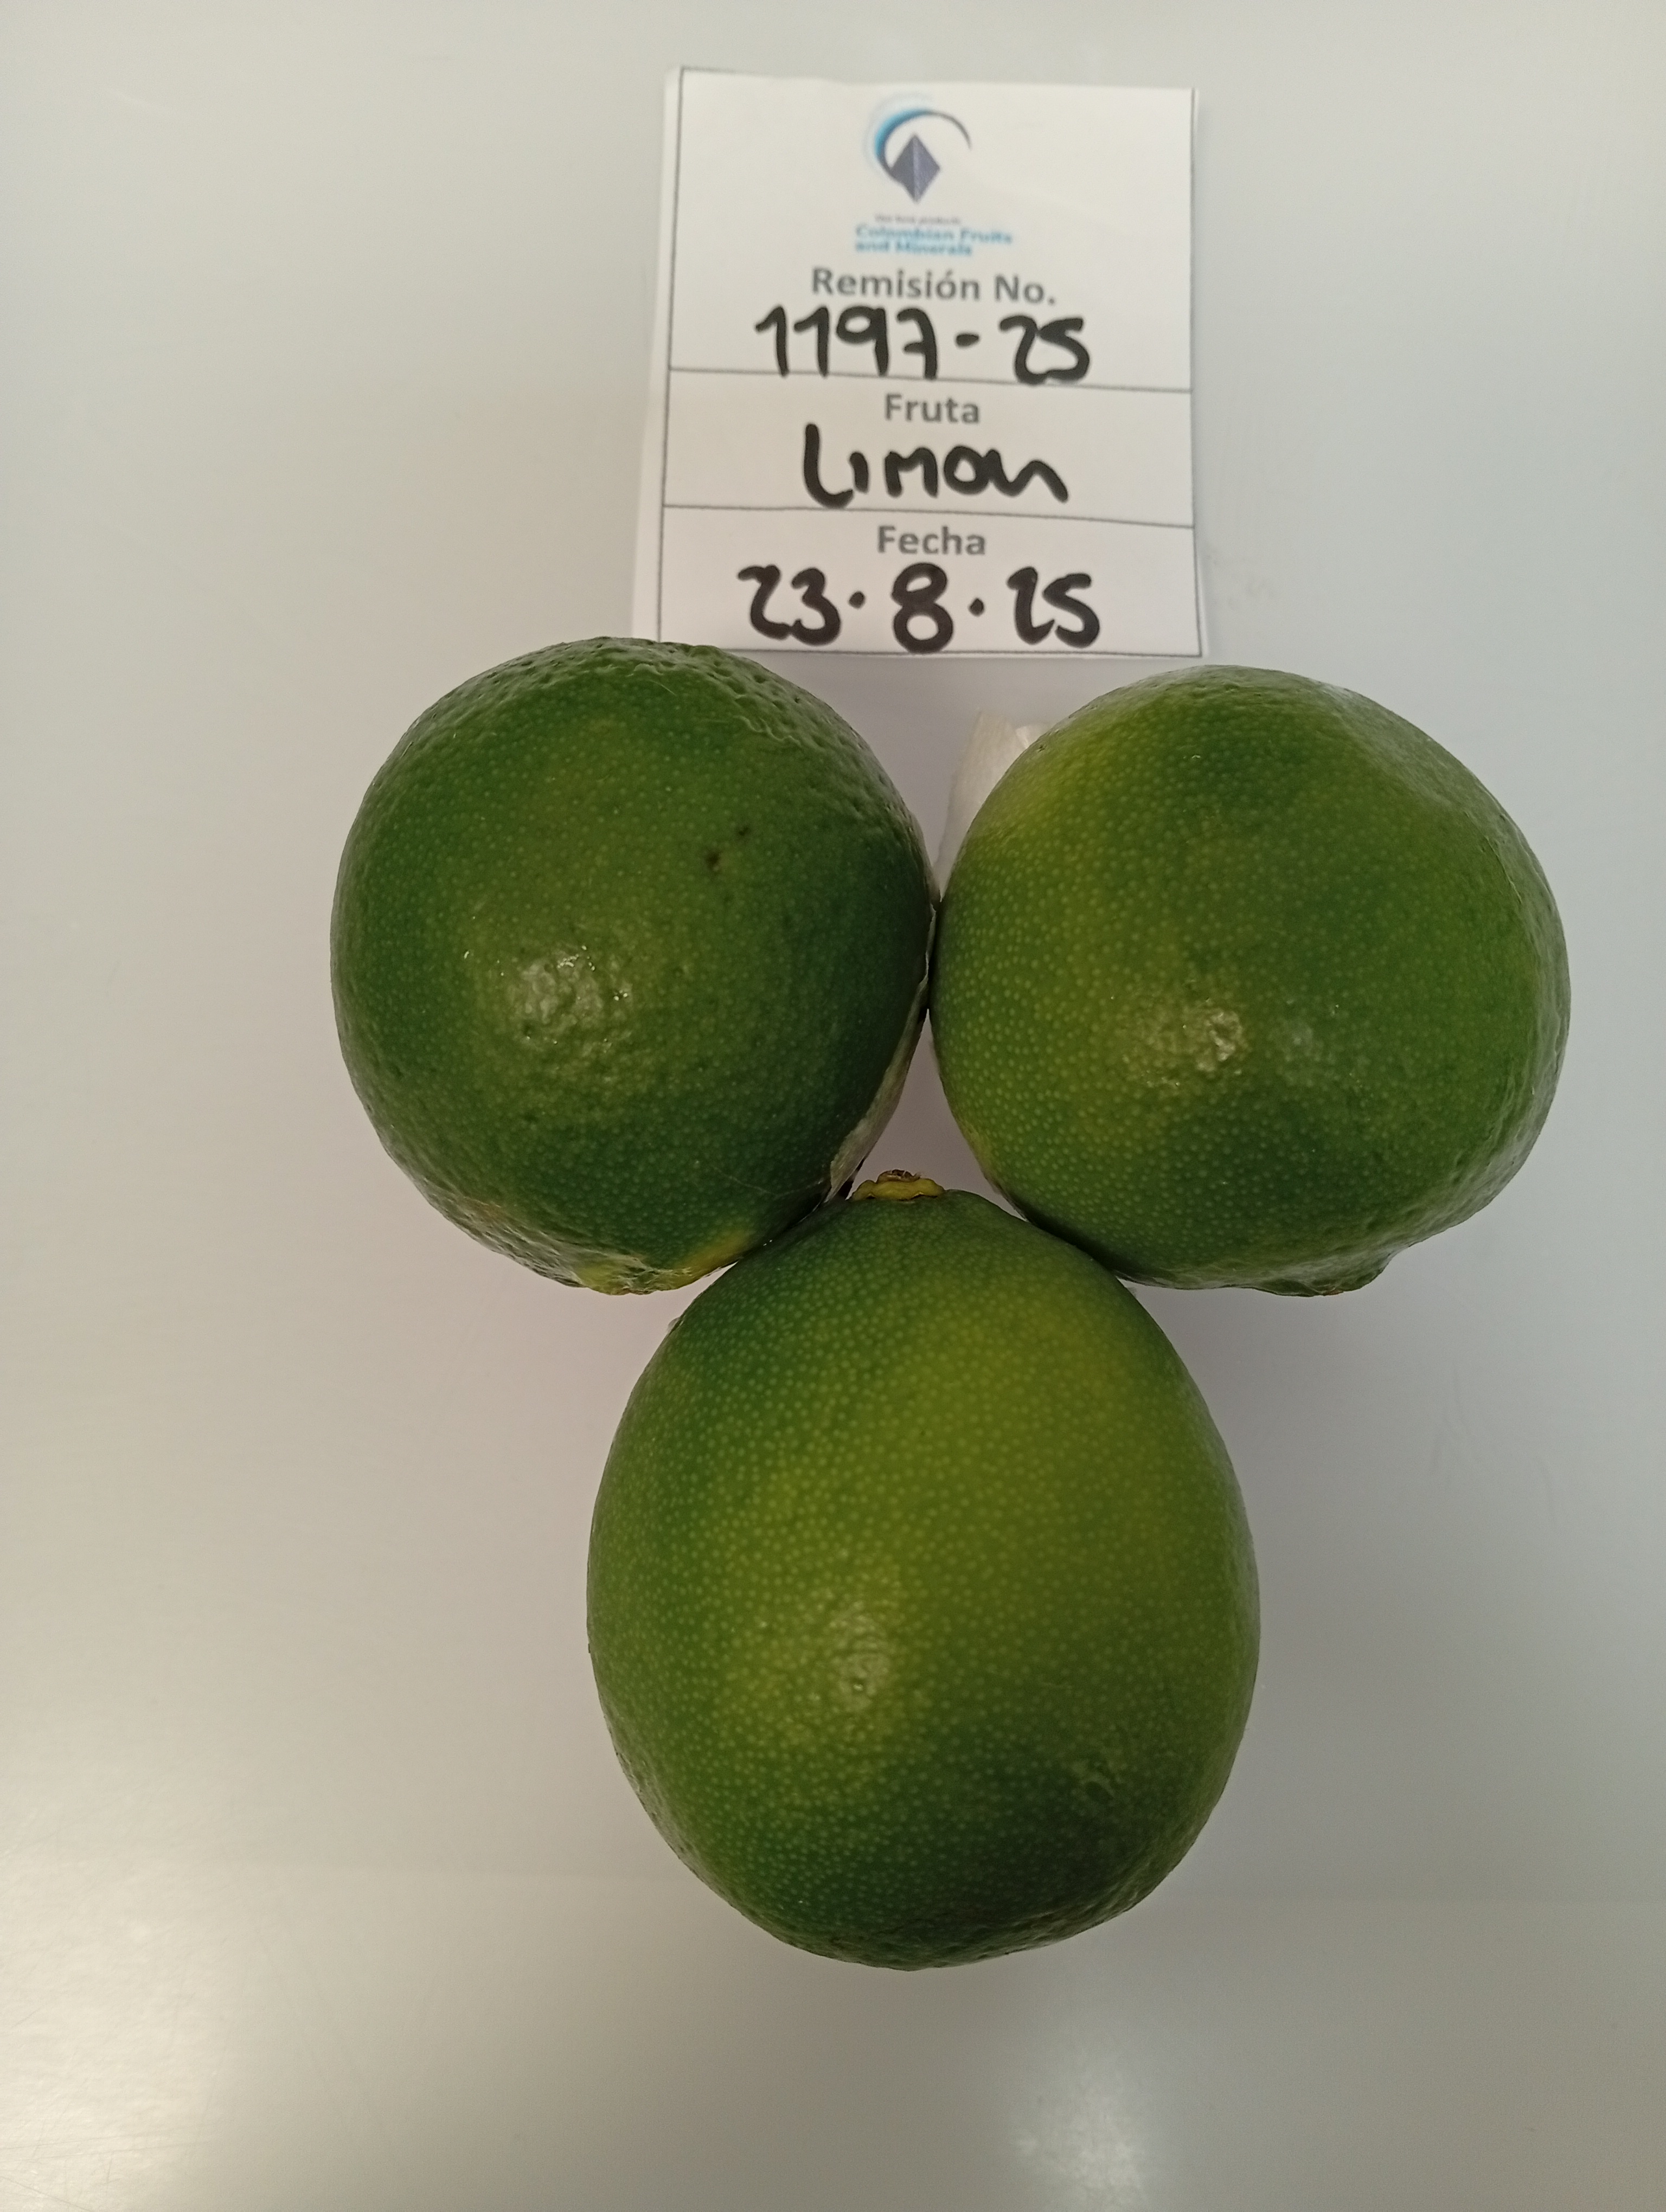 Colombian Fruits
and Minerals
Remisión No.
1197-25
Fruta
Limon
Fecha
23.8.25